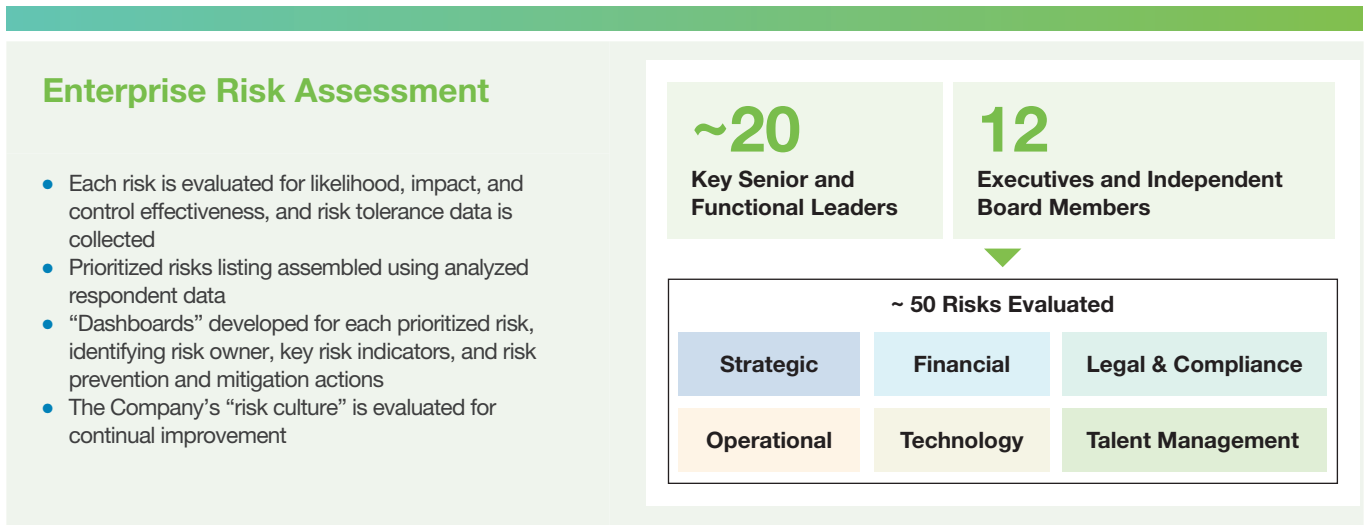 Enterprise Risk Assessment
● Each risk is evaluated for likelihood, impact, and
control effectiveness, and risk tolerance data is
collected
● Prioritized risks listing assembled using analyzed
respondent data
● “Dashboards” developed for each prioritized risk,
identifying risk owner, key risk indicators, and risk
prevention and mitigation actions
● The Company’s “risk culture” is evaluated for
continual improvement
~20
Key Senior and
Functional Leaders
12
Executives and Independent
Board Members
~ 50 Risks Evaluated
Strategic
Financial
Legal & Compliance
Operational
Technology
Talent Management